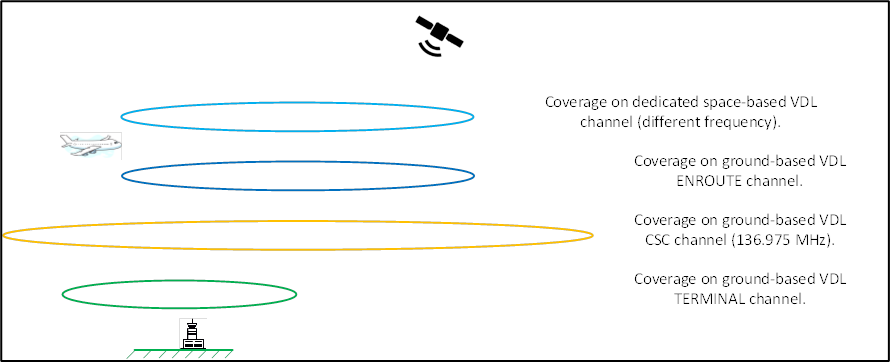 Coverage on dedicated space-based VDL
channel (different frequency).
Coverage on ground-based VDL
ENROUTE channel.
Coverage on ground-based VDL
CSC channel (136.975 MHz).
Coverage on ground-based VDL
TERMINAL channel.